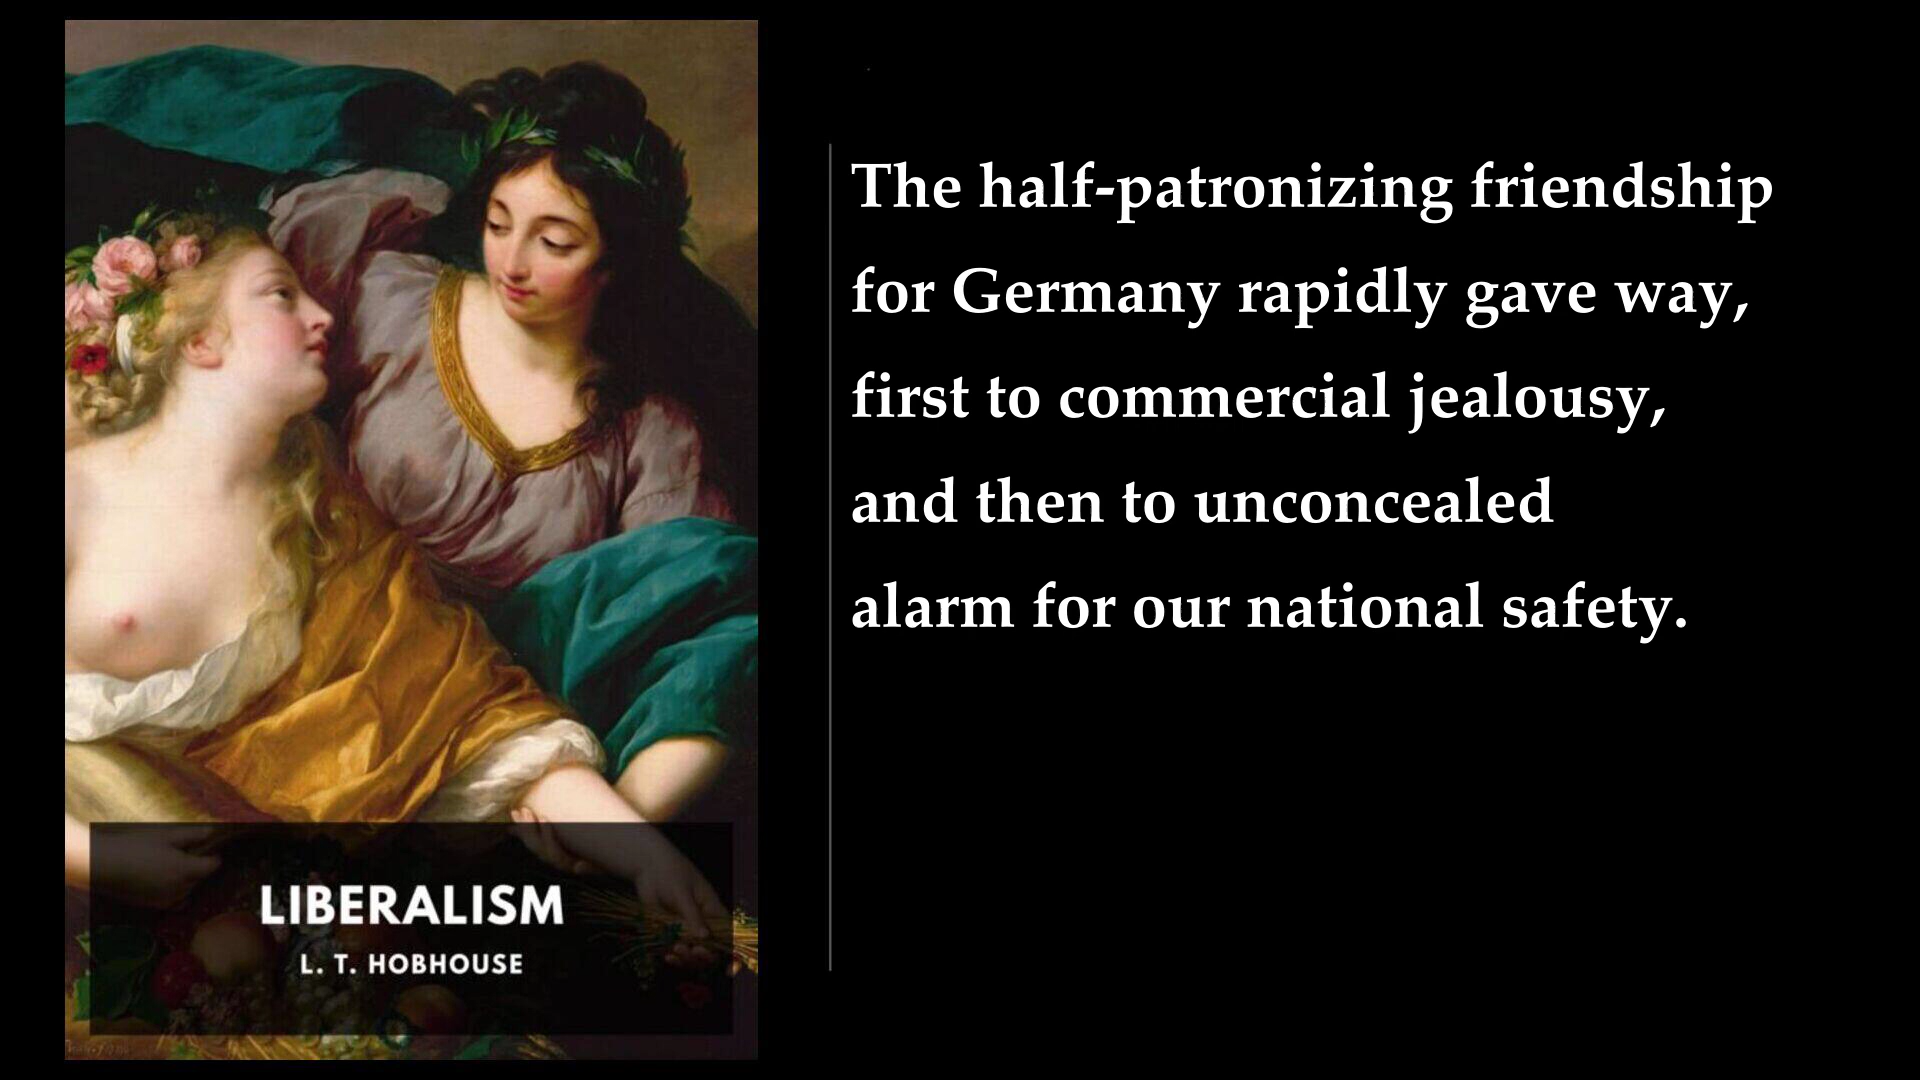 The half-patronizing friendship
for Germany rapidly gave way,
first to commercial jealousy,
and then to unconcealed
alarm for our national safety.
LIBERALISM
L. T. HOBHOUSE